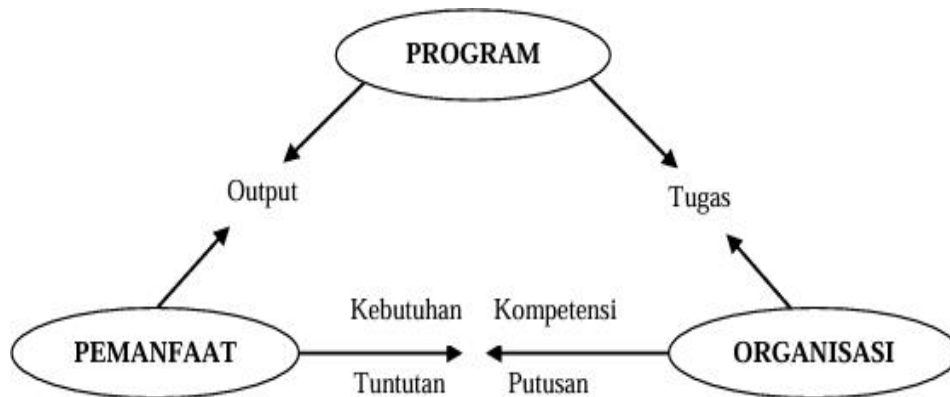 PROGRAM
Output
Tugas
Kebutuhan Kompetensi
PEMANFAAT
ORGANISASI
Tuntutan Putusan